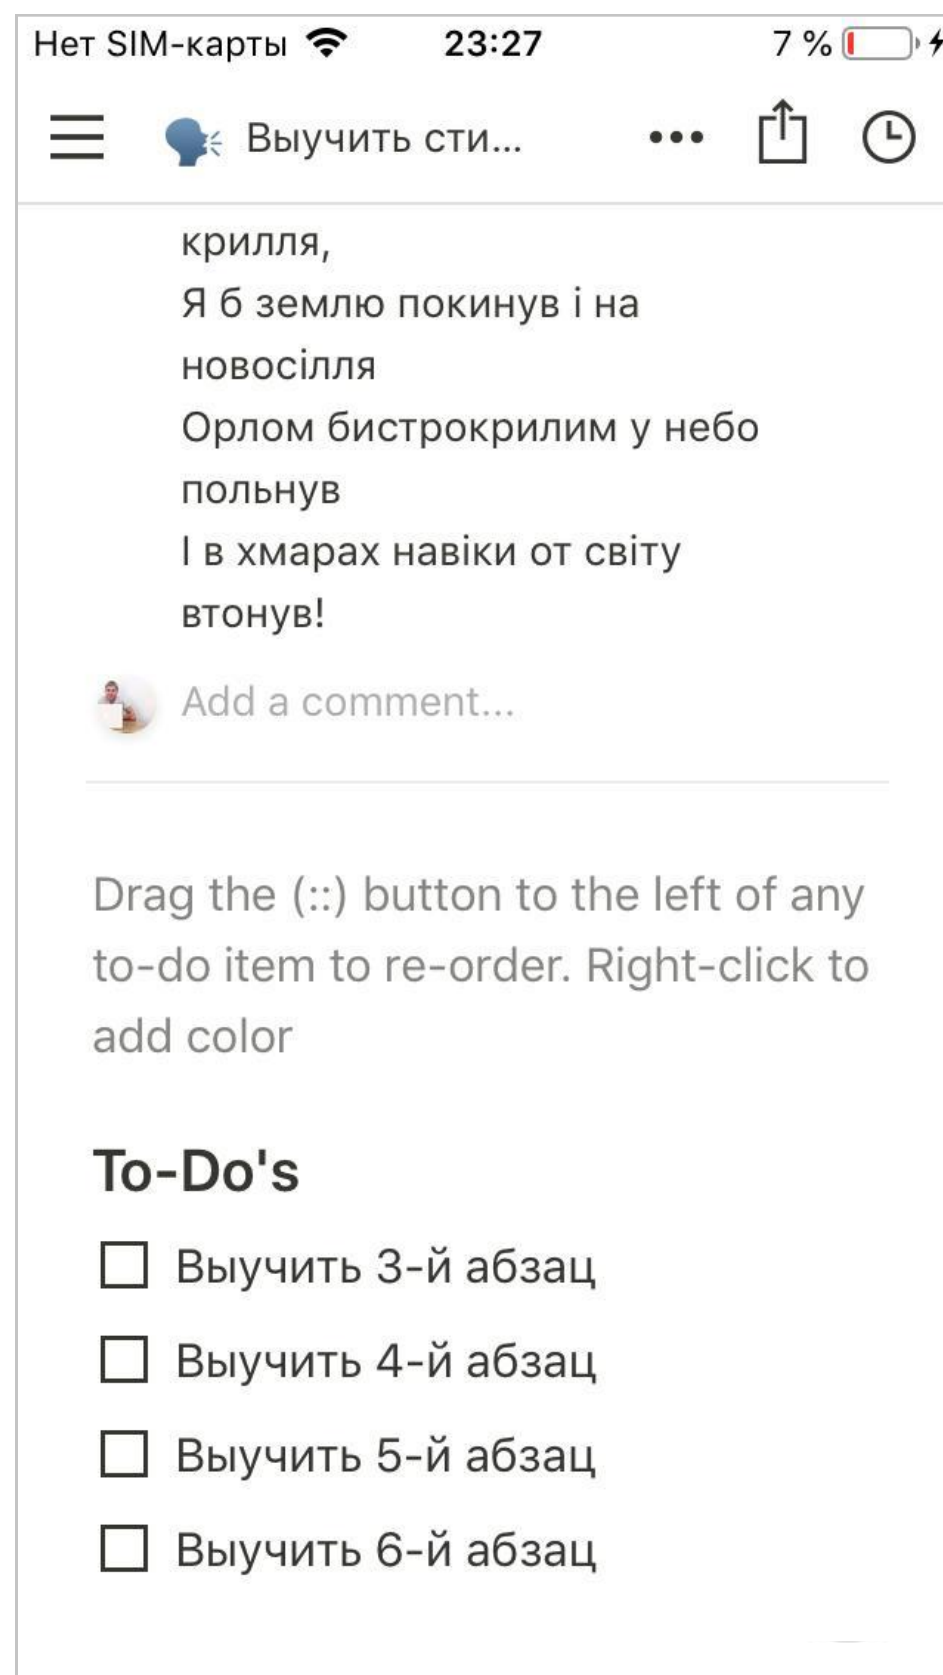 Нет SIM-карты 23:27 7 %
Выучить сти...
крилля,
Я б землю покинув і на
новосілля
Орлом бистрокрилим у небо
польнув
І в хмарах навіки от світу
втонув!
Add a comment...
Drag the (::) button to the left of any
to-do item to re-order. Right-click to
add color
To-Do's
Выучить 3-й абзац
Выучить 4-й абзац
Выучить 5-й абзац
Выучить 6-й абзац